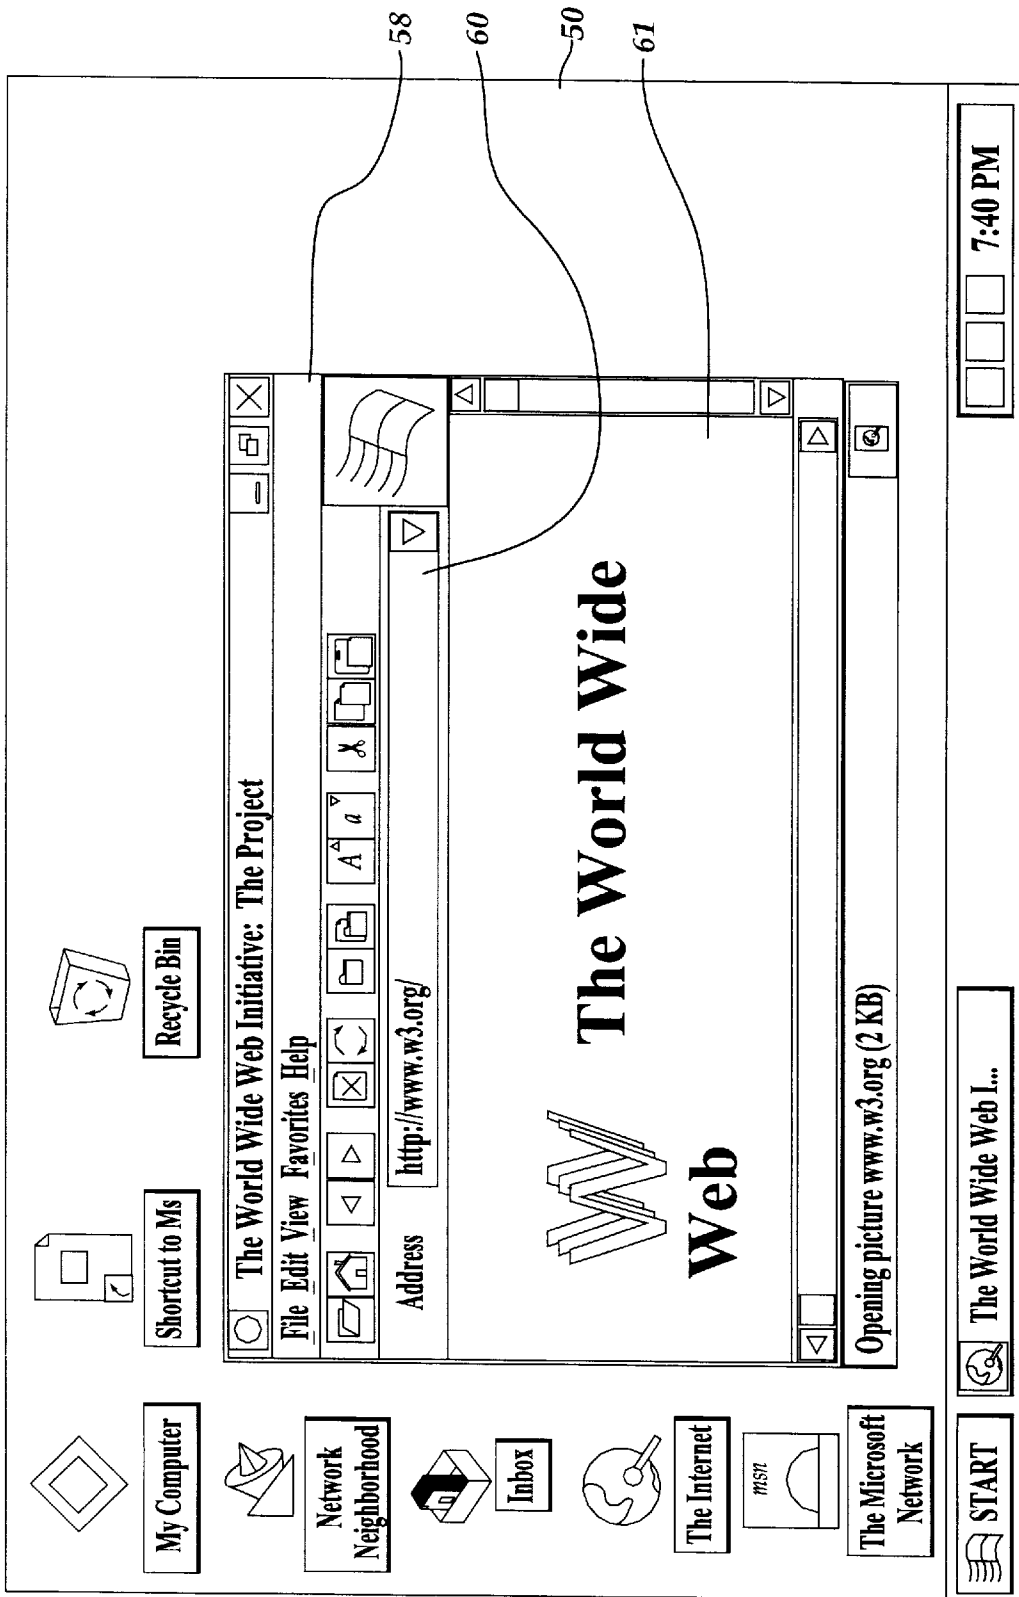 My Computer
Shortcut to Ms
Recycle Bin
Network
Neighborhood
Inbox
The Internet
msn
The Microsoft
Network
The World Wide Web Initiative: The Project
File Edit View Favorites Help
A a
Address
http://www.w3.org/
W The World Wide
Web
Opening picture www.w3.org (2 KB)
START
The World Wide Web I...
7:40 PM
58
60
50
61